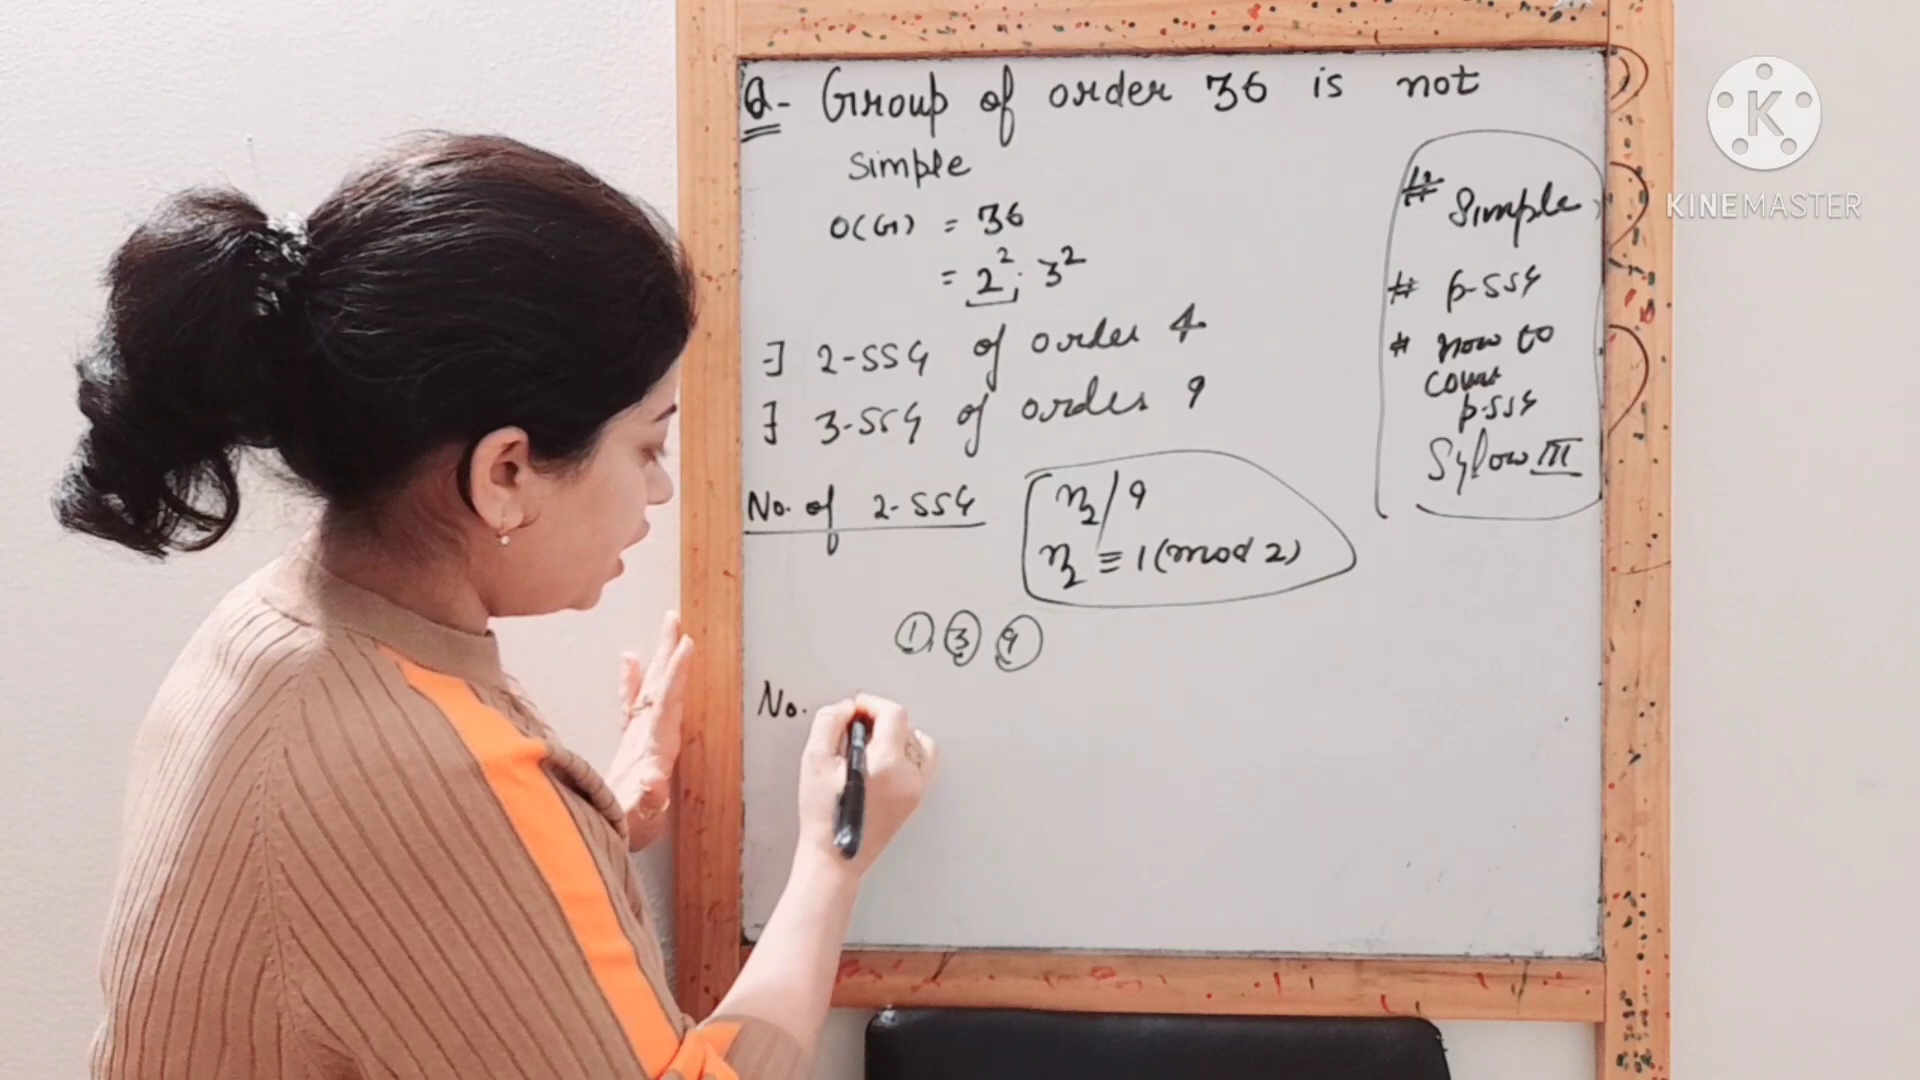 Q- Group of order 36 is not
Simple
O(G) = 36
= 2². 3²
∃ 2-SSG of order 4
∃ 3-SSG of order 9
No. of 2-SSG
n₂/9
n₂ ≡ 1 (mod 2)
1, 3 9
No.
# Simple
# p-SSG
# How to
count
p-SSG
Sylow III
K
KINEMASTER